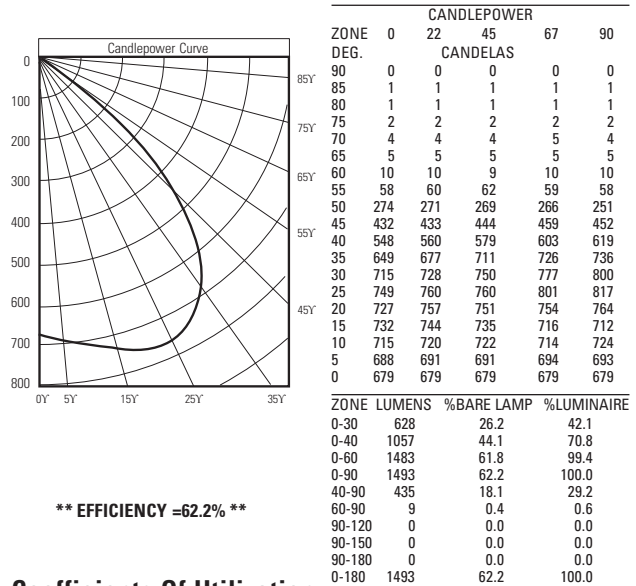 Candlepower Curve
0
100
200
300
400
500
600
700
800
85ϒ
75ϒ
65ϒ
55ϒ
45ϒ
0ϒ 5ϒ 15ϒ 25ϒ 35ϒ
** EFFICIENCY =62.2% **
CANDLEPOWER
ZONE 0 22 45 67 90
DEG. CANDELAS
90 0 0 0 0 0
85 1 1 1 1 1
80 1 1 1 1 1
75 2 2 2 2 2
70 4 4 4 5 4
65 5 5 5 5 5
60 10 10 9 10 10
55 58 60 62 59 58
50 274 271 269 266 251
45 432 433 444 459 452
40 548 560 579 603 619
35 649 677 711 726 736
30 715 728 750 777 800
25 749 760 760 801 817
20 727 757 751 754 764
15 732 744 735 716 712
10 715 720 722 714 724
5 688 691 691 694 693
0 679 679 679 679 679
ZONE LUMENS %BARE LAMP %LUMINAIRE
0-30 628 26.2 42.1
0-40 1057 44.1 70.8
0-60 1483 61.8 99.4
0-90 1493 62.2 100.0
40-90 435 18.1 29.2
60-90 9 0.4 0.6
90-120 0 0.0 0.0
90-150 0 0.0 0.0
90-180 0 0.0 0.0
0-180 1493 62.2 100.0